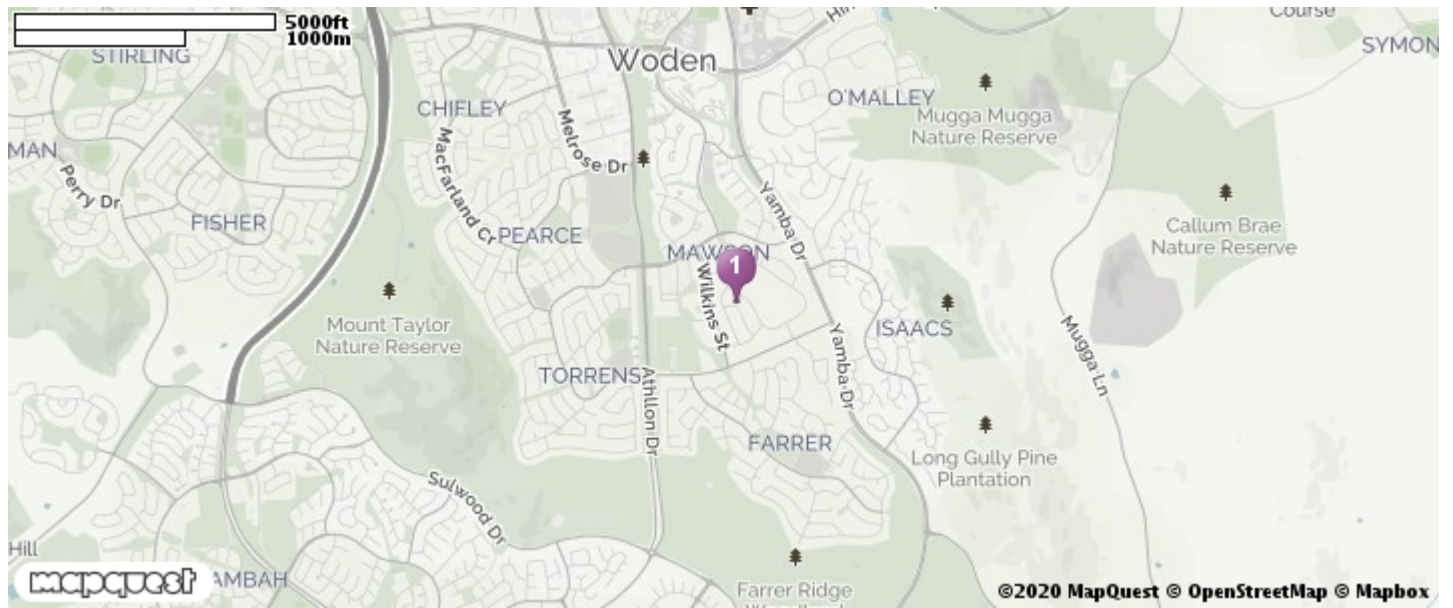 5000ft
1000m
STIRLING
Woden
Course
SYMON
CHIFLEY
O'MALLEY
Mugga Mugga
Nature Reserve
MAN
Melrose Dr
MacFarland Cr
Perry Dr
FISHER
PEARCE
Yamba Dr
Callum Brae
Nature Reserve
MAWSON
1
Wilkins St
Mount Taylor
Nature Reserve
ISAACS
Mugga Ln
Yamba Dr
TORRENS
Athllon Dr
FARRER
Long Gully Pine
Plantation
Sulwood Dr
Hill
mapquest
AMBAH
Farrer Ridge
©2020 MapQuest © OpenStreetMap © Mapbox